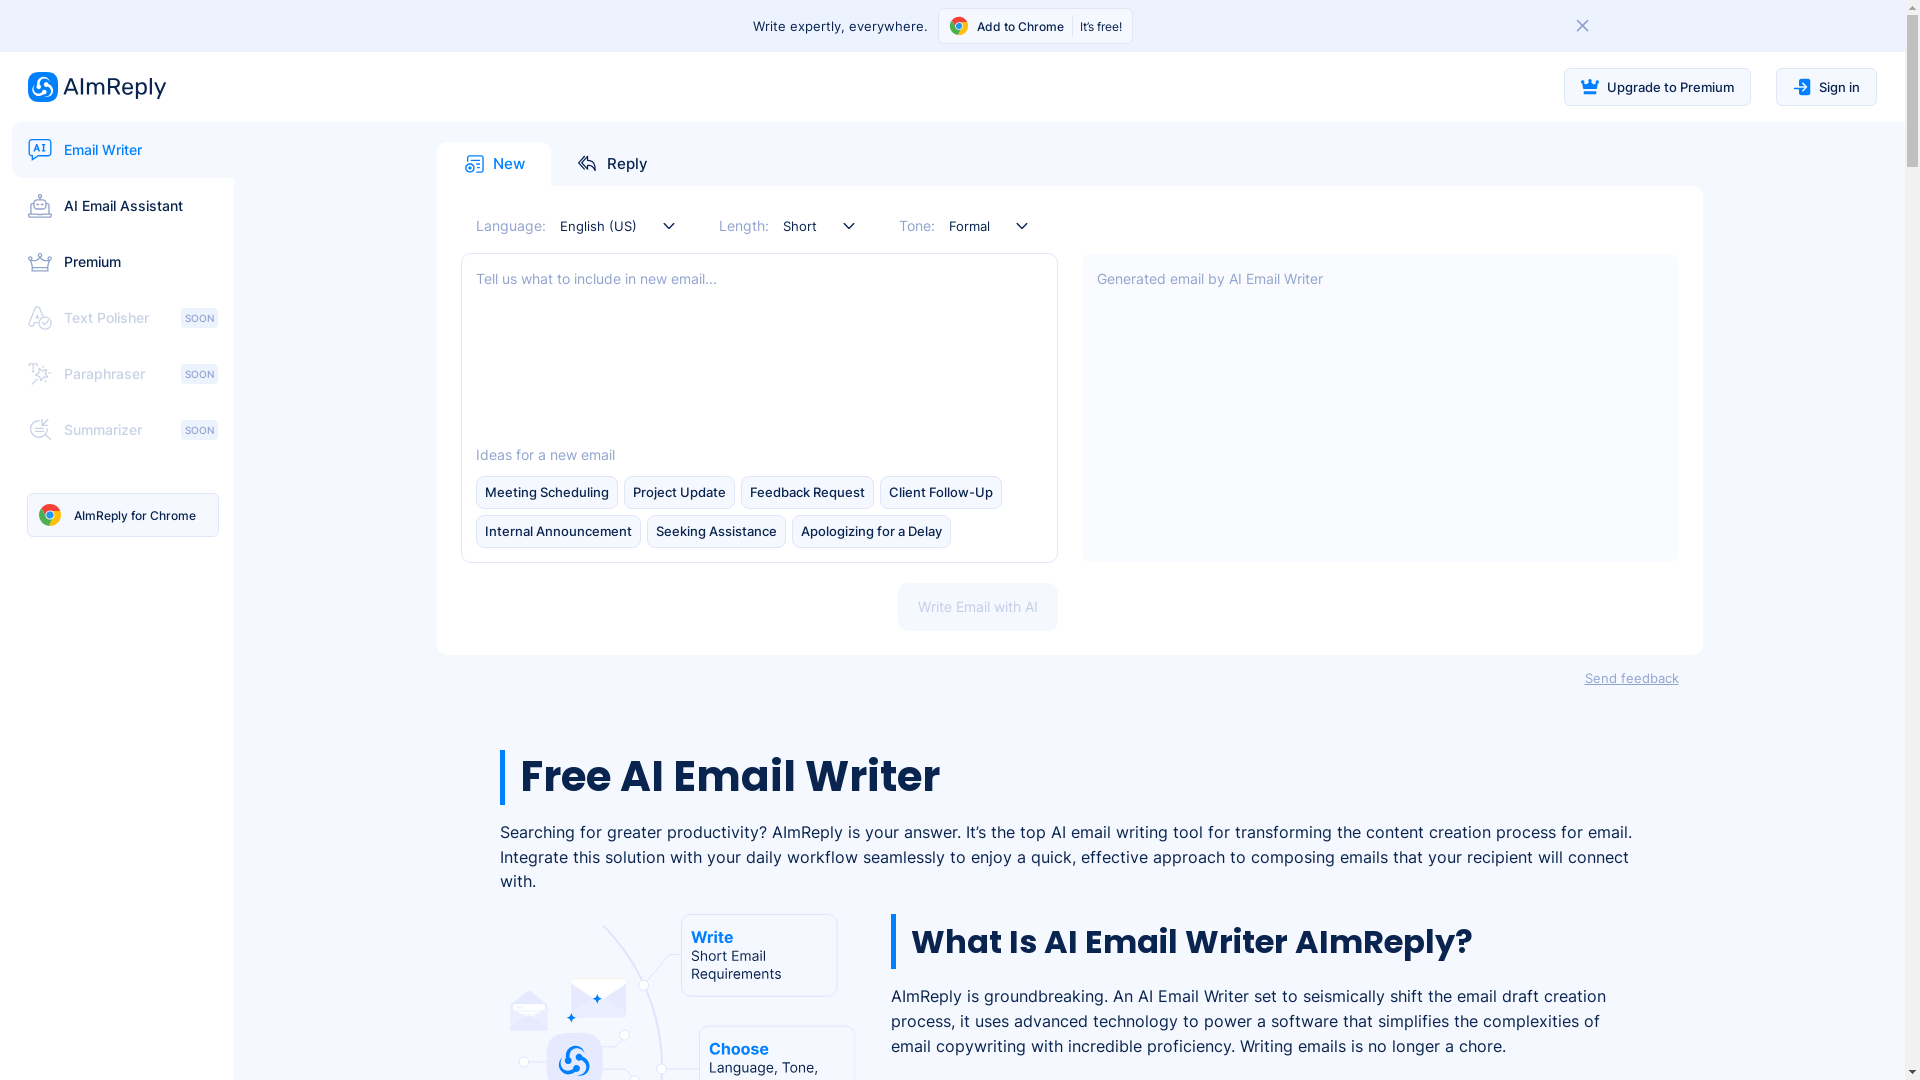 Write expertly, everywhere.
Add to Chrome
It's free!
AImReply
Upgrade to Premium
Sign in
Email Writer
AI Email Assistant
Premium
Text Polisher
SOON
Paraphraser
SOON
Summarizer
SOON
AImReply for Chrome
New
Reply
Language: English (US)
Length: Short
Tone: Formal
Tell us what to include in new email...
Generated email by AI Email Writer
Ideas for a new email
Meeting Scheduling
Project Update
Feedback Request
Client Follow-Up
Internal Announcement
Seeking Assistance
Apologizing for a Delay
Write Email with AI
Send feedback
Free AI Email Writer
Searching for greater productivity? AImReply is your answer. It’s the top AI email writing tool for transforming the content creation process for email.
Integrate this solution with your daily workflow seamlessly to enjoy a quick, effective approach to composing emails that your recipient will connect
with.
Write
Short Email
Requirements
Choose
Language, Tone,
What Is AI Email Writer AImReply?
AImReply is groundbreaking. An AI Email Writer set to seismically shift the email draft creation
process, it uses advanced technology to power a software that simplifies the complexities of
email copywriting with incredible proficiency. Writing emails is no longer a chore.